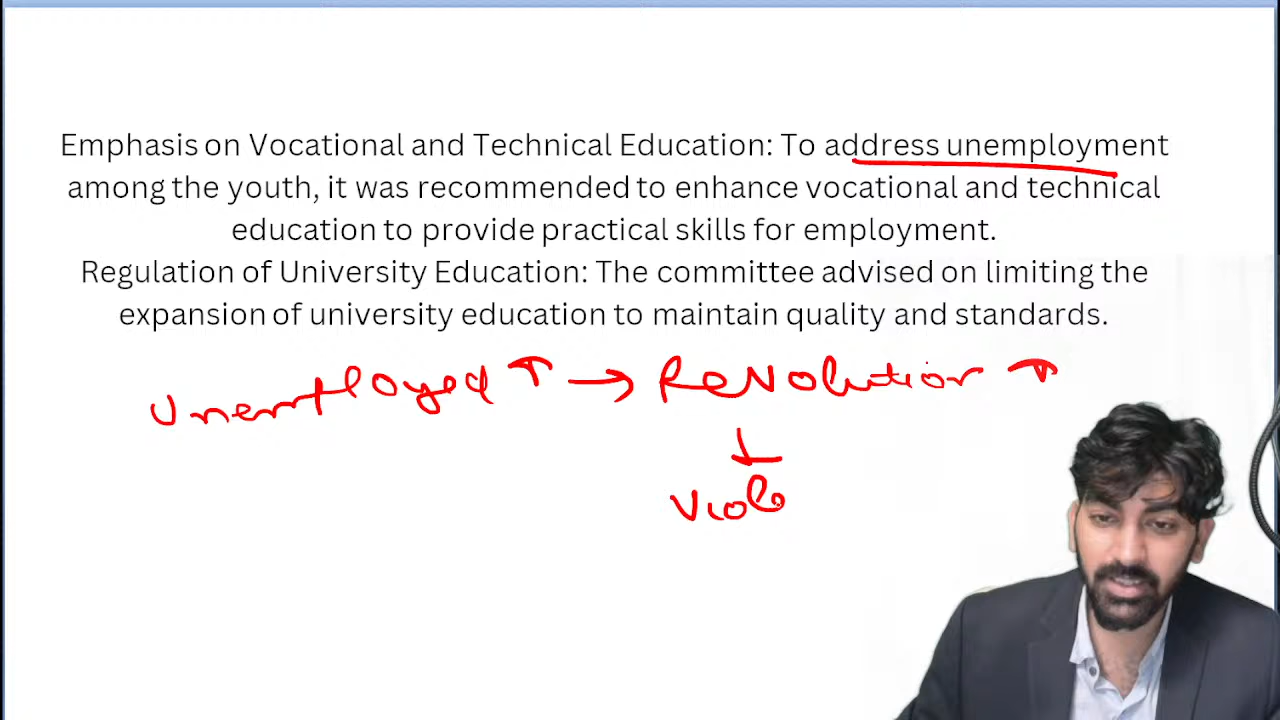 Emphasis on Vocational and Technical Education: To address unemployment
among the youth, it was recommended to enhance vocational and technical
education to provide practical skills for employment.
Regulation of University Education: The committee advised on limiting the
expansion of university education to maintain quality and standards.
Unemployed ↑ → Revolution ↑
↓
Viole